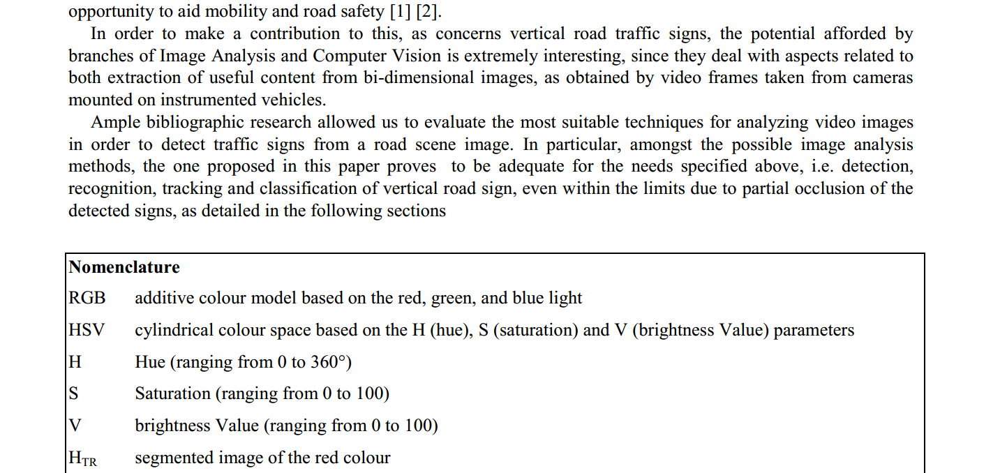 opportunity to aid mobility and road safety [1] [2].
In order to make a contribution to this, as concerns vertical road traffic signs, the potential afforded by
branches of Image Analysis and Computer Vision is extremely interesting, since they deal with aspects related to
both extraction of useful content from bi-dimensional images, as obtained by video frames taken from cameras
mounted on instrumented vehicles.
Ample bibliographic research allowed us to evaluate the most suitable techniques for analyzing video images
in order to detect traffic signs from a road scene image. In particular, amongst the possible image analysis
methods, the one proposed in this paper proves  to be adequate for the needs specified above, i.e. detection,
recognition, tracking and classification of vertical road sign, even within the limits due to partial occlusion of the
detected signs, as detailed in the following sections
Nomenclature
RGB additive colour model based on the red, green, and blue light
HSV cylindrical colour space based on the H (hue), S (saturation) and V (brightness Value) parameters
H Hue (ranging from 0 to 360°)
S Saturation (ranging from 0 to 100)
V brightness Value (ranging from 0 to 100)
HTR segmented image of the red colour